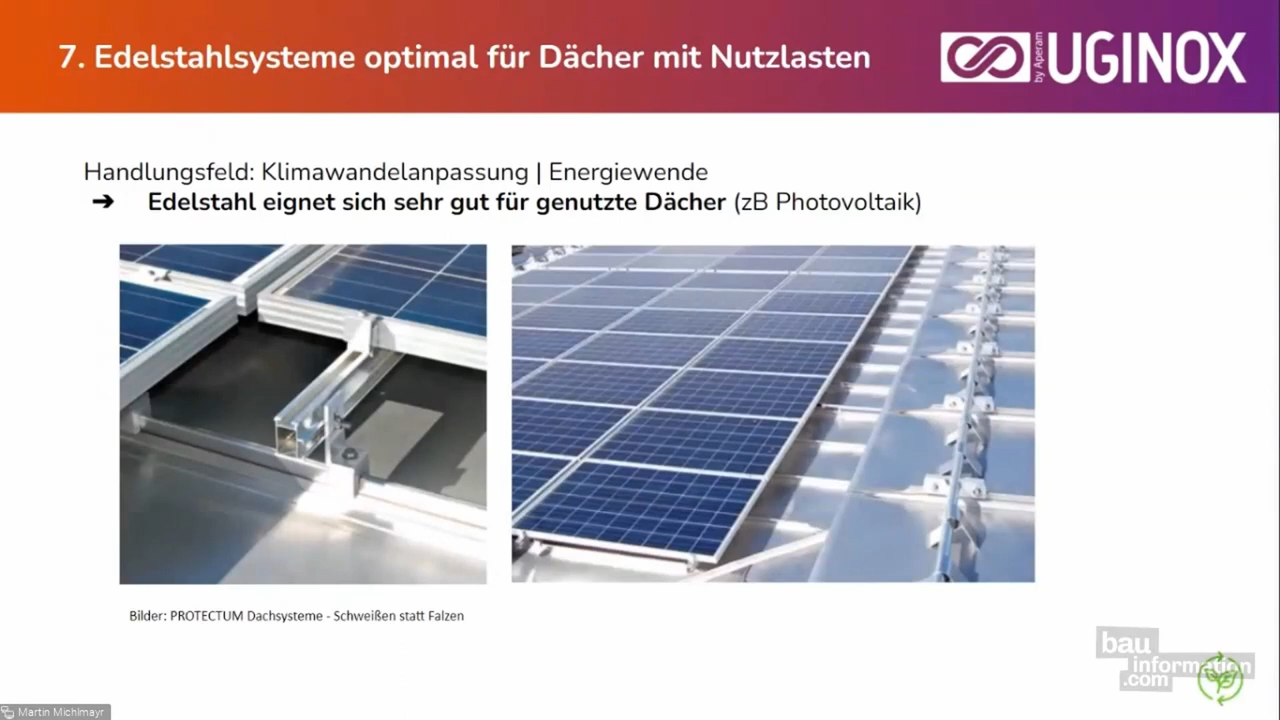 7. Edelstahlsysteme optimal für Dächer mit Nutzlasten
by Aperam
UGINOX
Handlungsfeld: Klimawandelanpassung | Energiewende
➔ Edelstahl eignet sich sehr gut für genutzte Dächer (zB Photovoltaik)
Bilder: PROTECTUM Dachsysteme - Schweißen statt Falzen
bau
information
.com
Martin Michlmayr